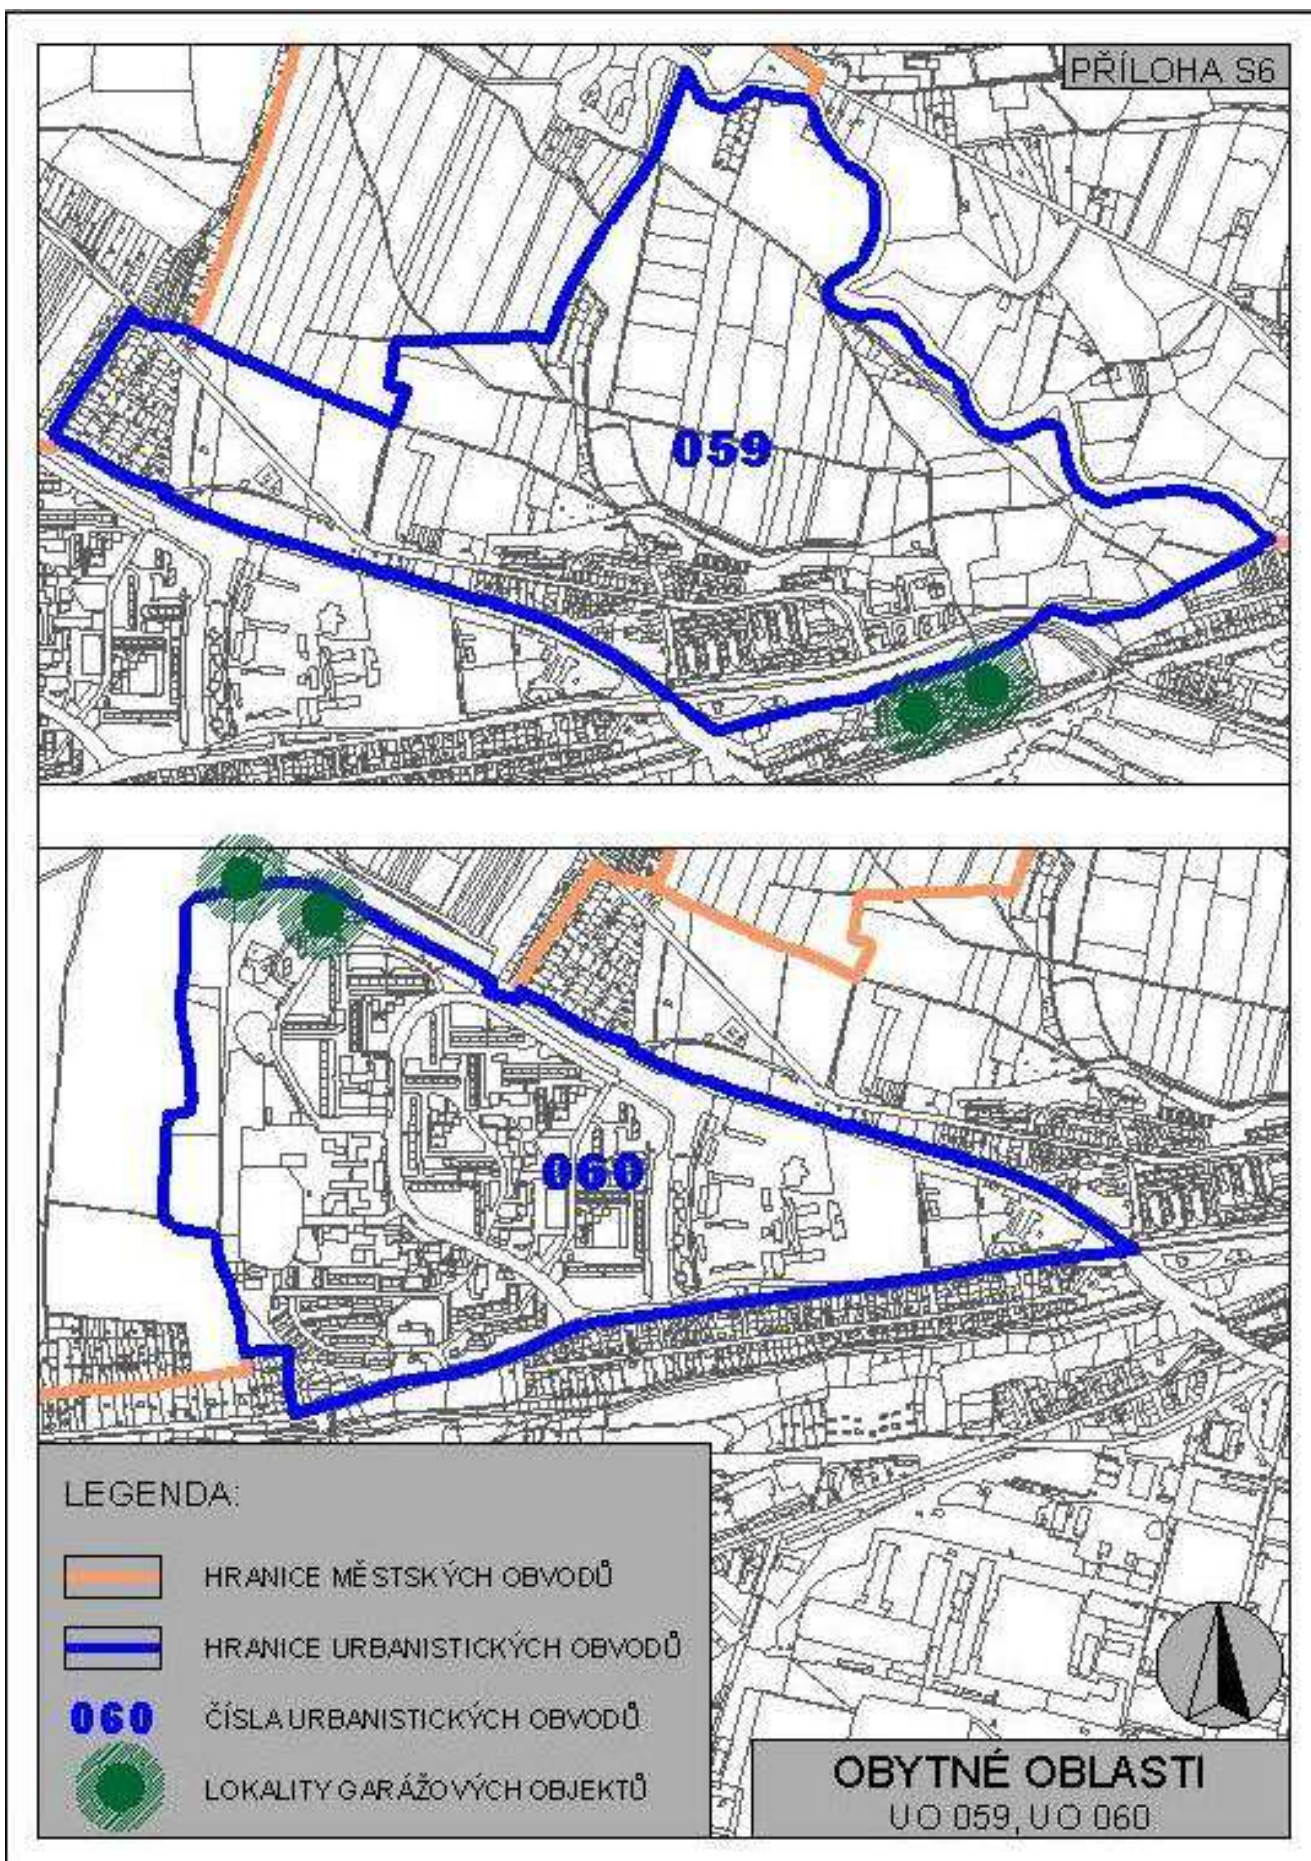 PŘÍLOHA S6
059
060
LEGENDA:
HRANICE MĚSTSKÝCH OBVODŮ
HRANICE URBANISTICKÝCH OBVODŮ
060 ČÍSLA URBANISTICKÝCH OBVODŮ
LOKALITY GARÁŽOVÝCH OBJEKTŮ
OBYTNÉ OBLASTI
UO 059, UO 060